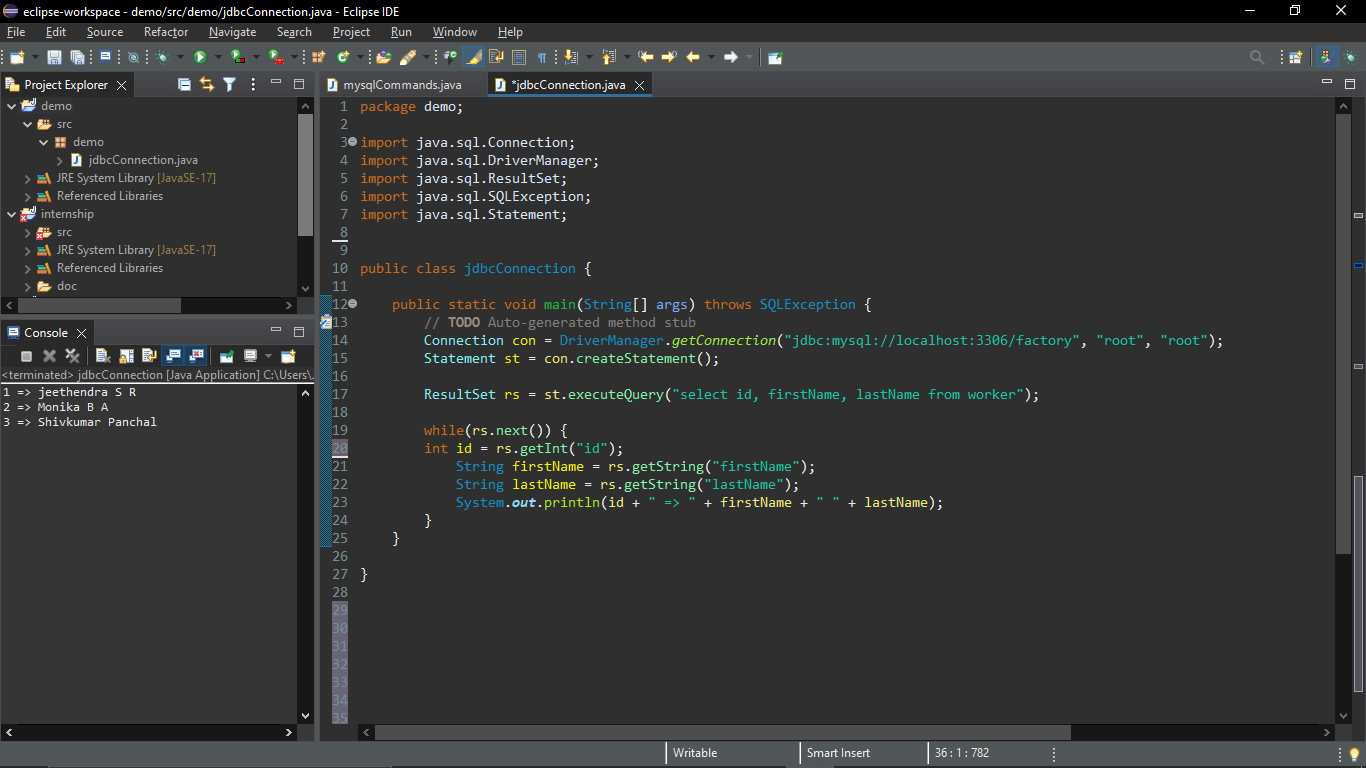 eclipse-workspace - demo/src/demo/jdbcConnection.java - Eclipse IDE
File Edit Source Refactor Navigate Search Project Run Window Help
Project Explorer
demo
src
demo
jdbcConnection.java
JRE System Library [JavaSE-17]
Referenced Libraries
internship
src
JRE System Library [JavaSE-17]
Referenced Libraries
doc
Console
<terminated> jdbcConnection [Java Application] C:\Users\
1 => jeethendra S R
2 => Monika B A
3 => Shivkumar Panchal
mysqlCommands.java *jdbcConnection.java
1 package demo;
2
3 import java.sql.Connection;
4 import java.sql.DriverManager;
5 import java.sql.ResultSet;
6 import java.sql.SQLException;
7 import java.sql.Statement;
8
9
10 public class jdbcConnection {
11
12 public static void main(String[] args) throws SQLException {
13 // TODO Auto-generated method stub
14 Connection con = DriverManager.getConnection("jdbc:mysql://localhost:3306/factory", "root", "root");
15 Statement st = con.createStatement();
16
17 ResultSet rs = st.executeQuery("select id, firstName, lastName from worker");
18
19 while(rs.next()) {
20 int id = rs.getInt("id");
21 String firstName = rs.getString("firstName");
22 String lastName = rs.getString("lastName");
23 System.out.println(id + " => " + firstName + " " + lastName);
24 }
25 }
26
27 }
28
29
30
31
32
33
34
35
Writable Smart Insert 36 : 1 : 782